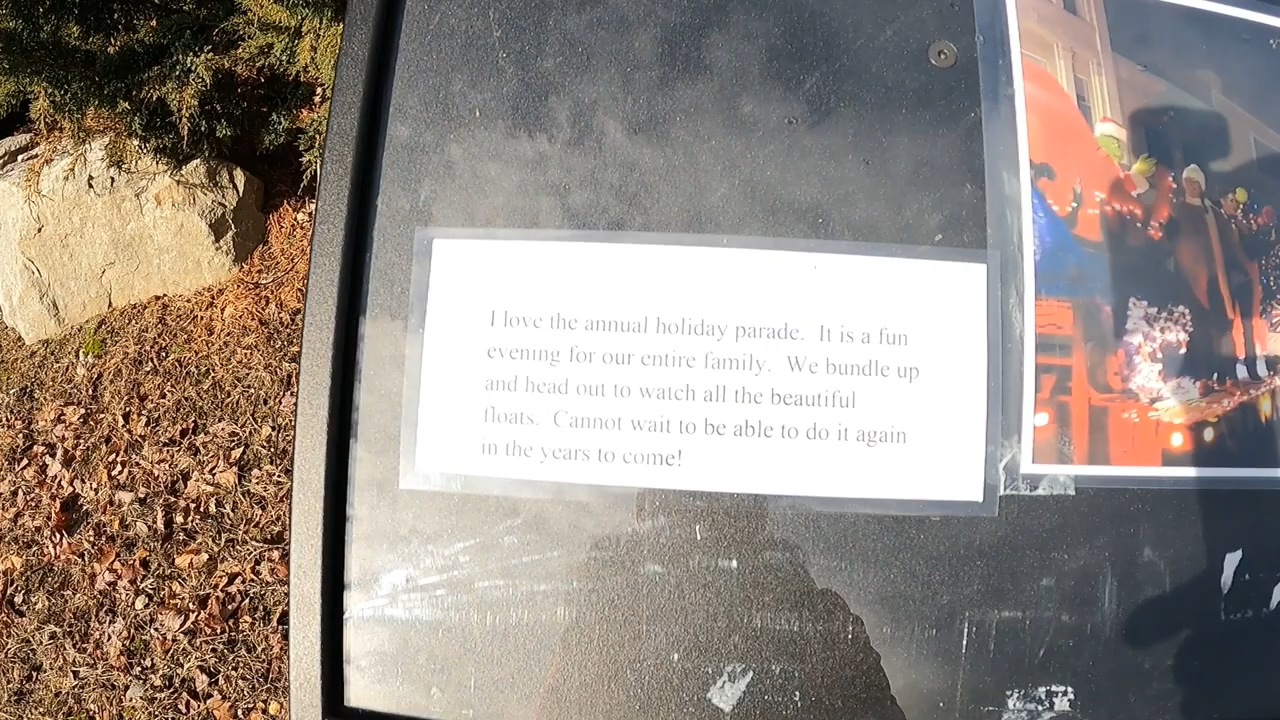 I love the annual holiday parade. It is a fun
evening for our entire family. We bundle up
and head out to watch all the beautiful
floats. Cannot wait to be able to do it again
in the years to come!